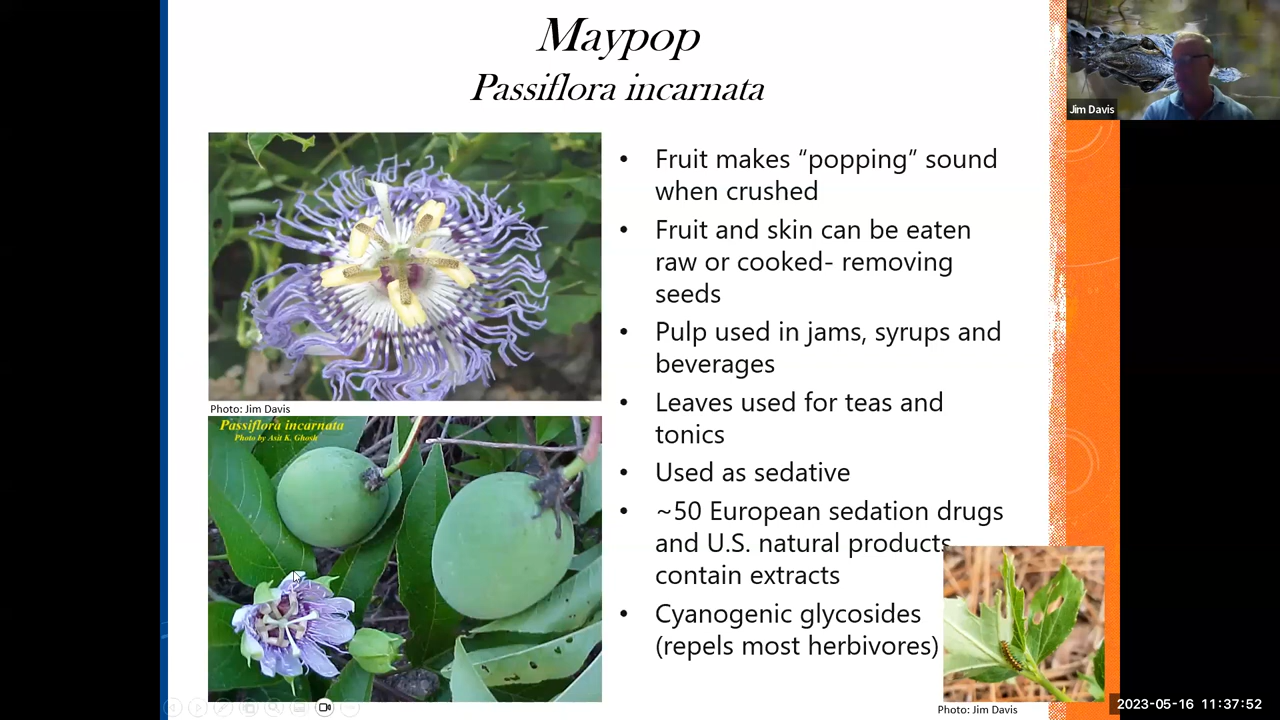 Maypop
Passiflora incarnata
Jim Davis
• Fruit makes “popping” sound
when crushed
• Fruit and skin can be eaten
raw or cooked- removing
seeds
• Pulp used in jams, syrups and
beverages
• Leaves used for teas and
tonics
• Used as sedative
• ~50 European sedation drugs
and U.S. natural products
contain extracts
• Cyanogenic glycosides
(repels most herbivores)
Photo: Jim Davis
Passiflora incarnata
Photo by Asit K. Ghosh
Photo: Jim Davis
2023-05-16 11:37:52